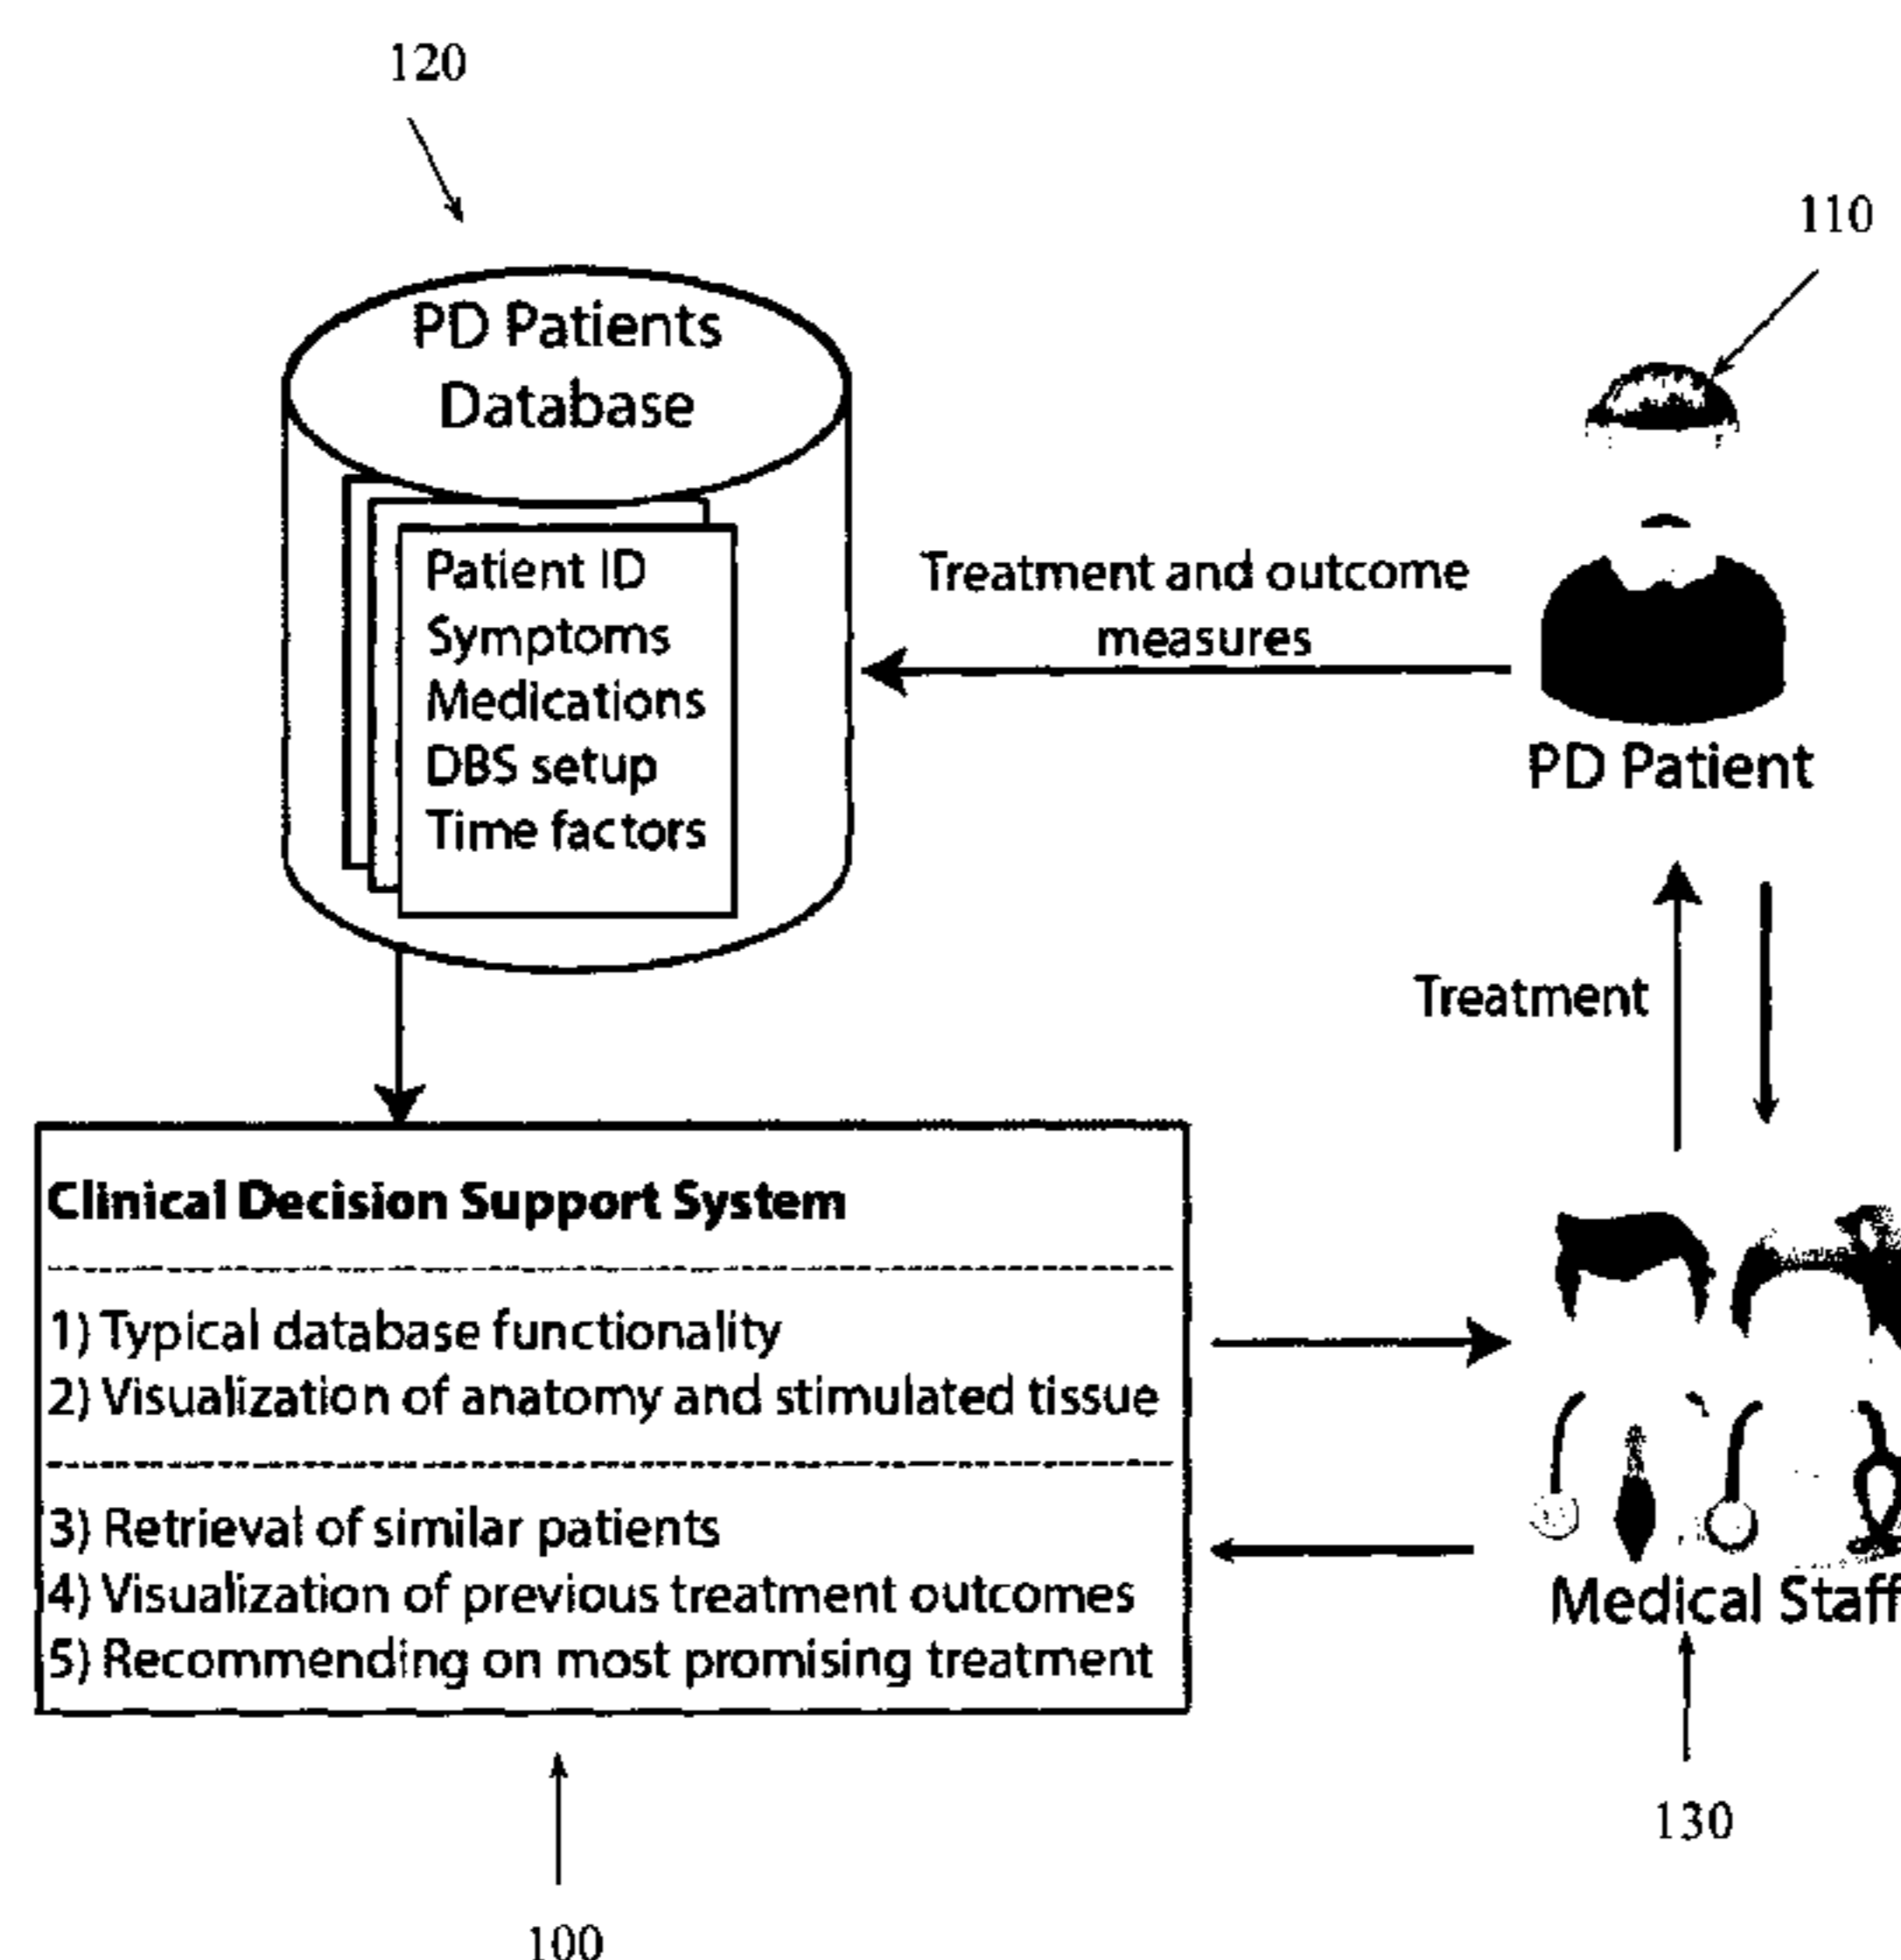 120
110
PD Patients
Database
Patient ID
Symptoms
Medications
DBS setup
Time factors
Treatment and outcome
measures
PD Patient
Treatment
Clinical Decision Support System
1) Typical database functionality
2) Visualization of anatomy and stimulated tissue
3) Retrieval of similar patients
4) Visualization of previous treatment outcomes
5) Recommending on most promising treatment
Medical Staff
130
100